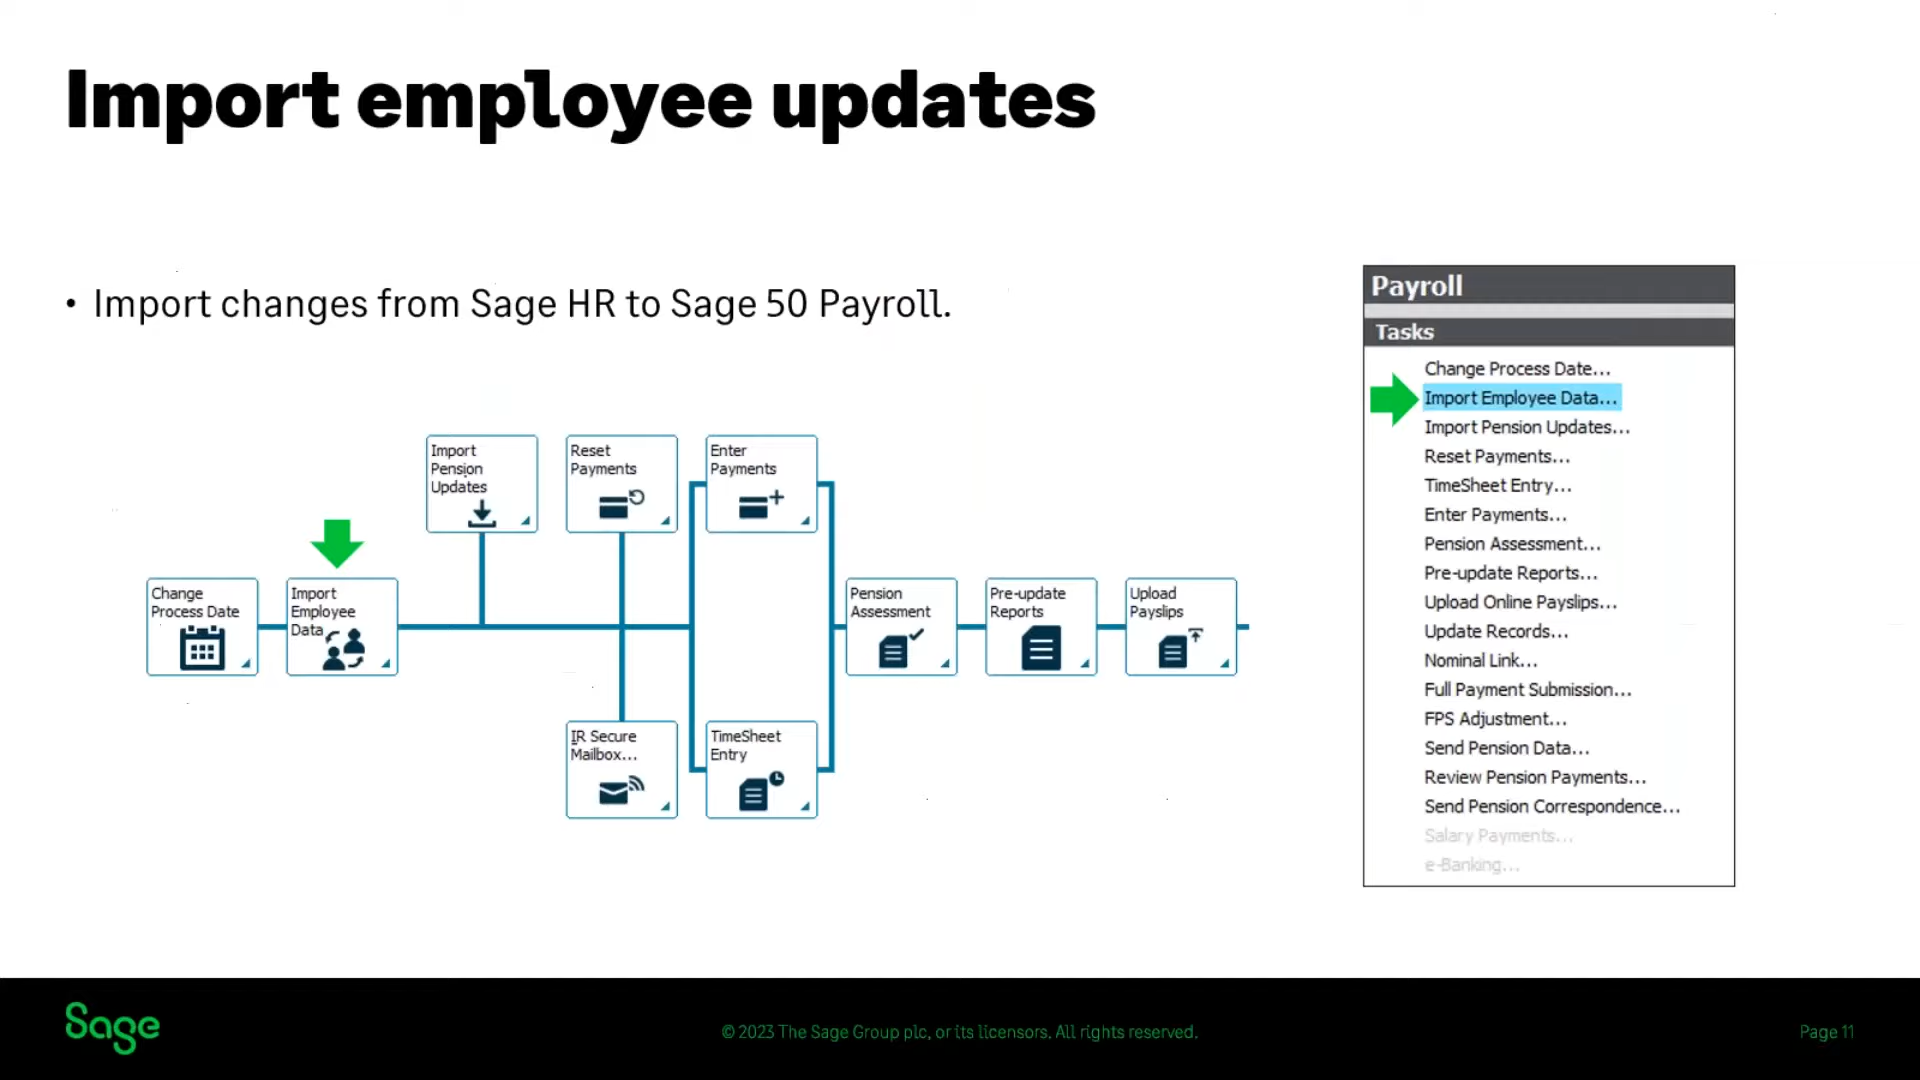 Import employee updates
• Import changes from Sage HR to Sage 50 Payroll.
Import
Pension
Updates
Reset
Payments
Enter
Payments
Change
Process Date
Import
Employee
Data
Pension
Assessment
Pre-update
Reports
Upload
Payslips
IR Secure
Mailbox...
TimeSheet
Entry
Payroll
Tasks
Change Process Date...
Import Employee Data...
Import Pension Updates...
Reset Payments...
TimeSheet Entry...
Enter Payments...
Pension Assessment...
Pre-update Reports...
Upload Online Payslips...
Update Records...
Nominal Link...
Full Payment Submission...
FPS Adjustment...
Send Pension Data...
Review Pension Payments...
Send Pension Correspondence...
Salary Payments...
e-Banking...
Sage
© 2023 The Sage Group plc, or its licensors. All rights reserved.
Page 11